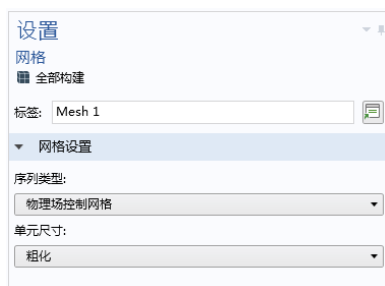 设置
网格
全部构建
标签: Mesh 1
网格设置
序列类型:
物理场控制网格
单元尺寸:
粗化